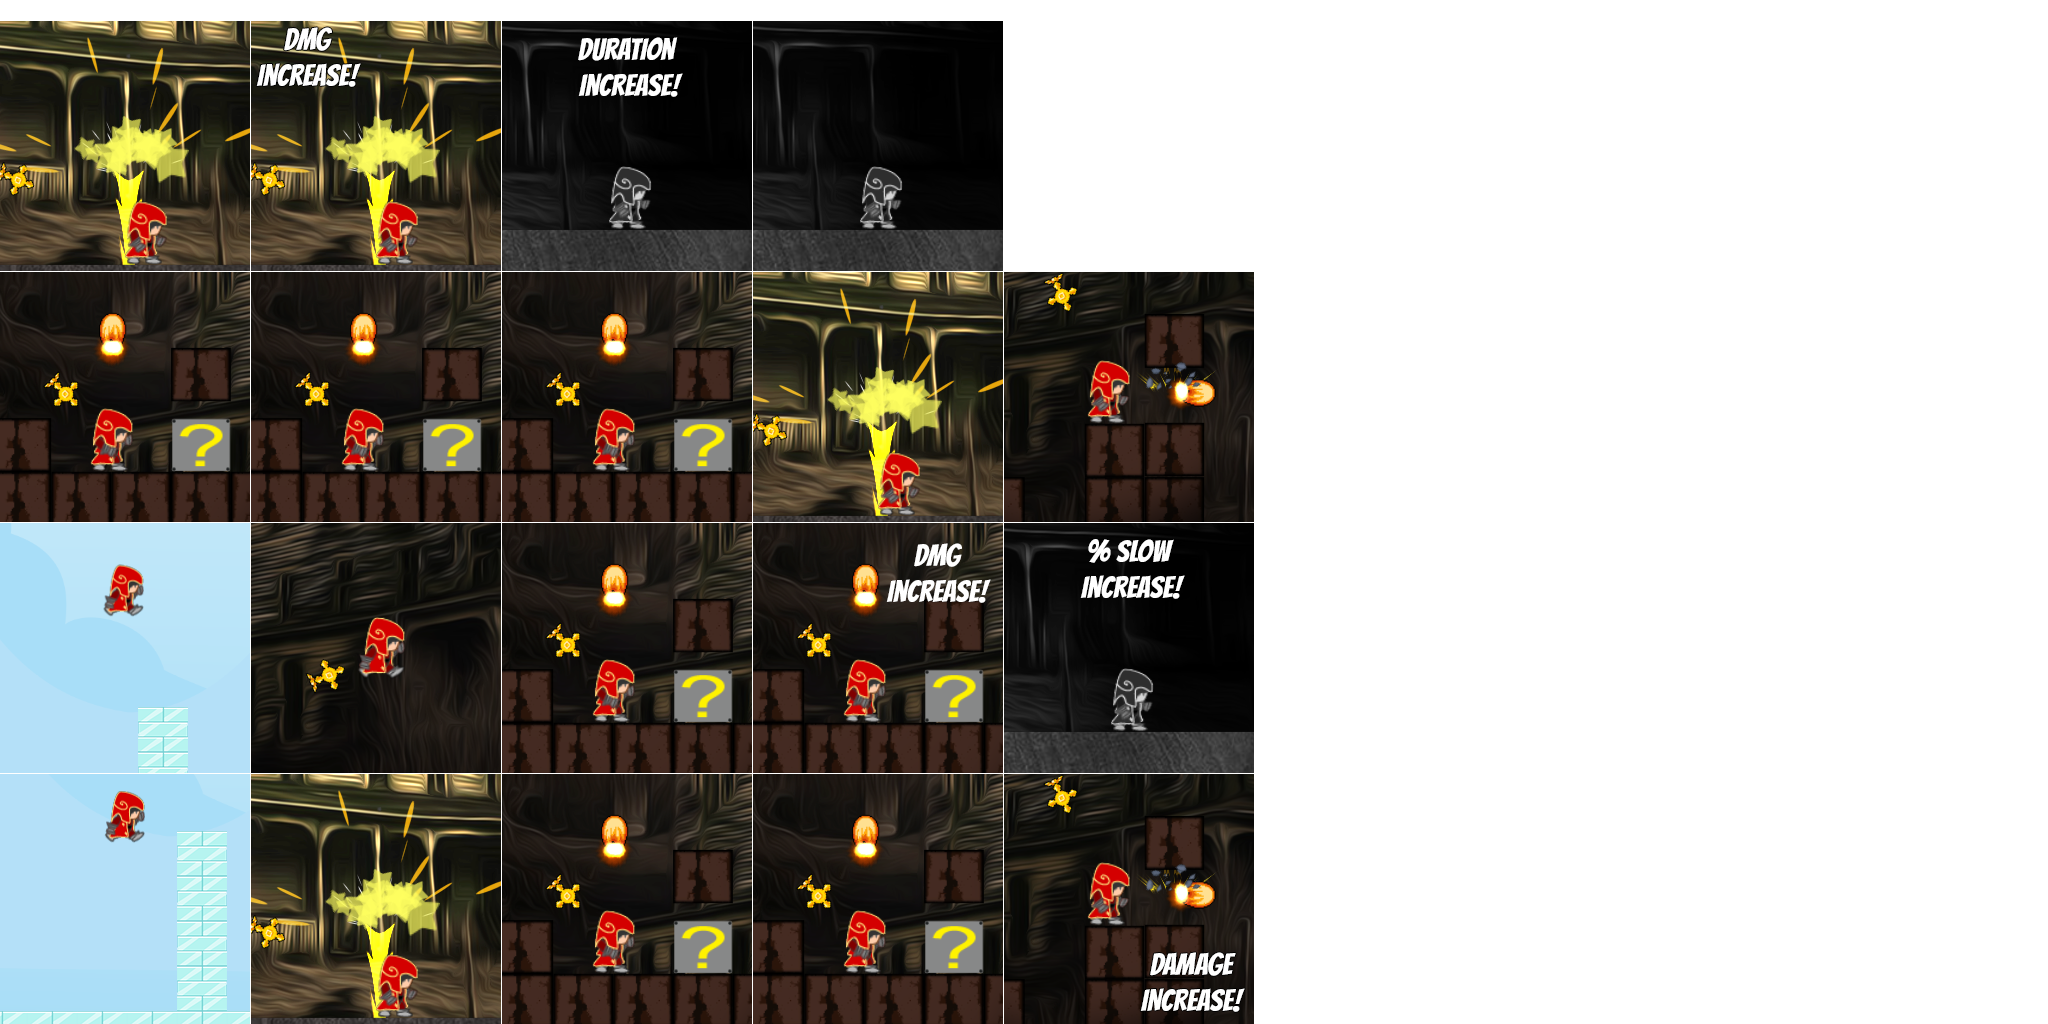 DMG
INCREASE!
DURATION
INCREASE!
?
?
?
?
DMG
INCREASE!
?
% SLOW
INCREASE!
?
?
DAMAGE
INCREASE!